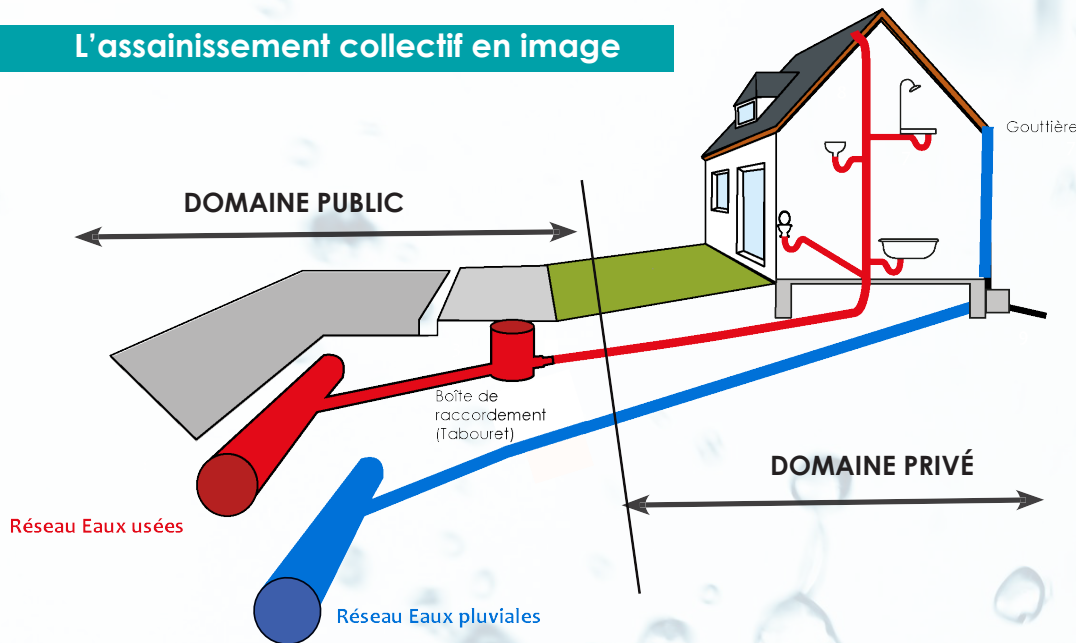 L'assainissement collectif en image
Gouttière
DOMAINE PUBLIC
Boîte de
raccordement
(Tabouret)
DOMAINE PRIVÉ
Réseau Eaux usées
Réseau Eaux pluviales